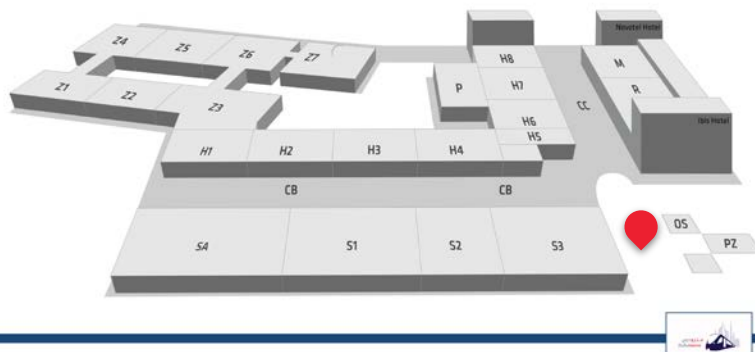 Novotel Hotel
Z4
Z5
Z6
Z7
H8
M
Z1
Z2
Z3
P
H7
R
CC
H6
Ibis Hotel
H5
H1
H2
H3
H4
CB
CB
OS
PZ
SA
S1
S2
S3